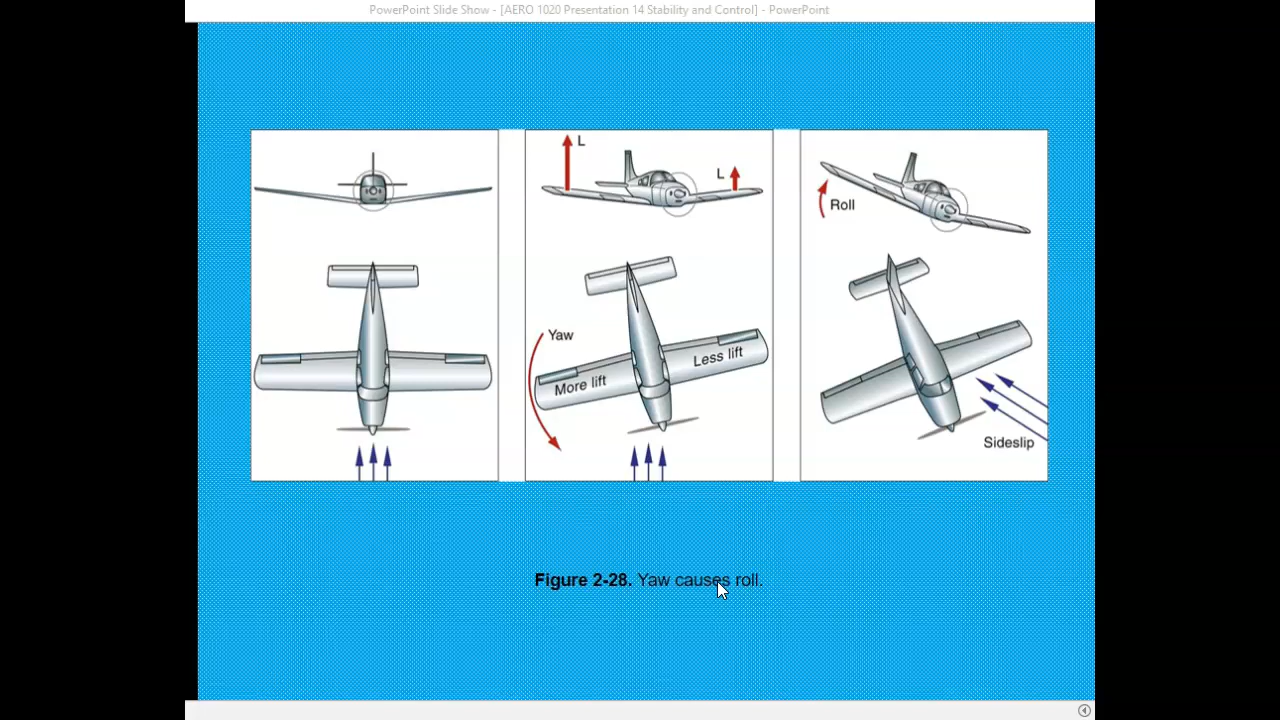 PowerPoint Slide Show - [AERO 1020 Presentation 14 Stability and Control] - PowerPoint
L
L
Roll
Yaw
More lift
Less lift
Sideslip
Figure 2-28. Yaw causes roll.